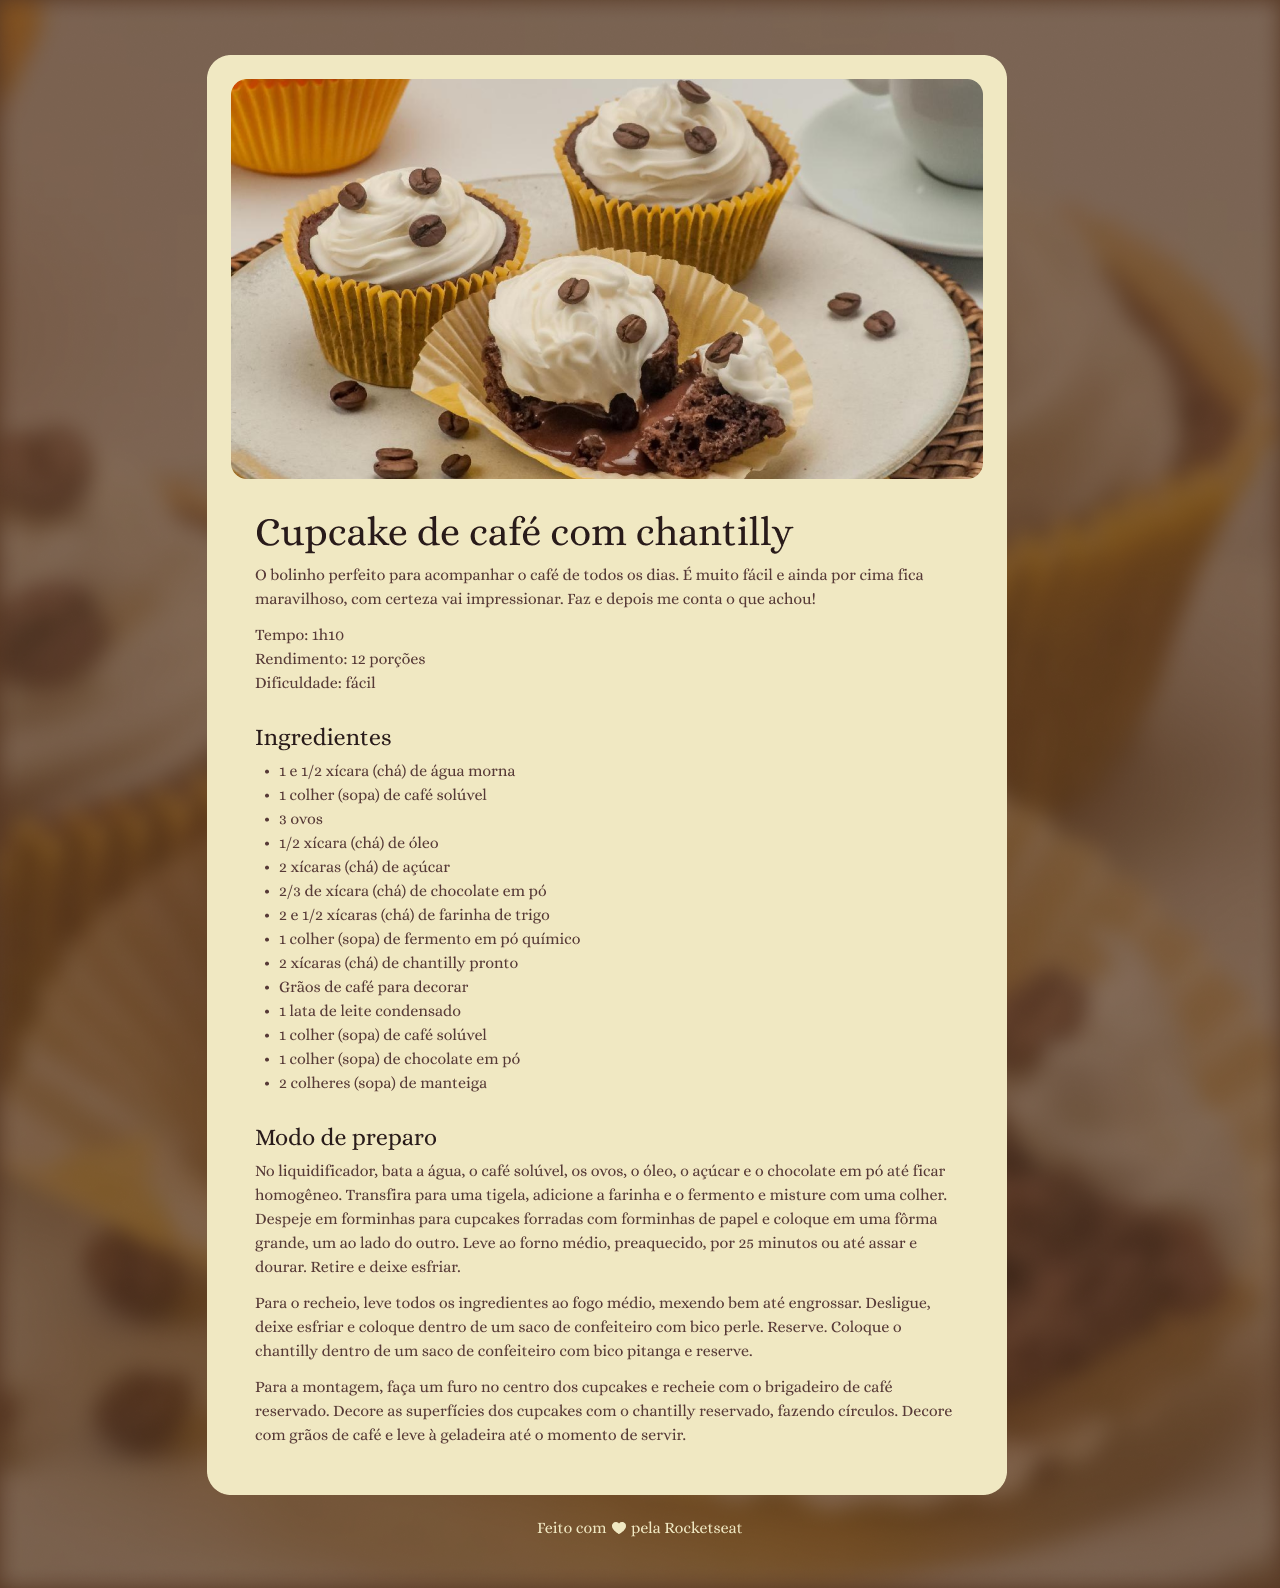 Cupcake de café com chantilly
O bolinho perfeito para acompanhar o café de todos os dias. É muito fácil e ainda por cima fica
maravilhoso, com certeza vai impressionar. Faz e depois me conta o que achou!
Tempo: 1h10
Rendimento: 12 porções
Dificuldade: fácil
Ingredientes
• 1 e 1/2 xícara (chá) de água morna
• 1 colher (sopa) de café solúvel
• 3 ovos
• 1/2 xícara (chá) de óleo
• 2 xícaras (chá) de açúcar
• 2/3 de xícara (chá) de chocolate em pó
• 2 e 1/2 xícaras (chá) de farinha de trigo
• 1 colher (sopa) de fermento em pó químico
• 2 xícaras (chá) de chantilly pronto
• Grãos de café para decorar
• 1 lata de leite condensado
• 1 colher (sopa) de café solúvel
• 1 colher (sopa) de chocolate em pó
• 2 colheres (sopa) de manteiga
Modo de preparo
No liquidificador, bata a água, o café solúvel, os ovos, o óleo, o açúcar e o chocolate em pó até ficar
homogêneo. Transfira para uma tigela, adicione a farinha e o fermento e misture com uma colher.
Despeje em forminhas para cupcakes forradas com forminhas de papel e coloque em uma fôrma
grande, um ao lado do outro. Leve ao forno médio, preaquecido, por 25 minutos ou até assar e
dourar. Retire e deixe esfriar.
Para o recheio, leve todos os ingredientes ao fogo médio, mexendo bem até engrossar. Desligue,
deixe esfriar e coloque dentro de um saco de confeiteiro com bico perle. Reserve. Coloque o
chantilly dentro de um saco de confeiteiro com bico pitanga e reserve.
Para a montagem, faça um furo no centro dos cupcakes e recheie com o brigadeiro de café
reservado. Decore as superfícies dos cupcakes com o chantilly reservado, fazendo círculos. Decore
com grãos de café e leve à geladeira até o momento de servir.
Feito com ♥ pela Rocketseat